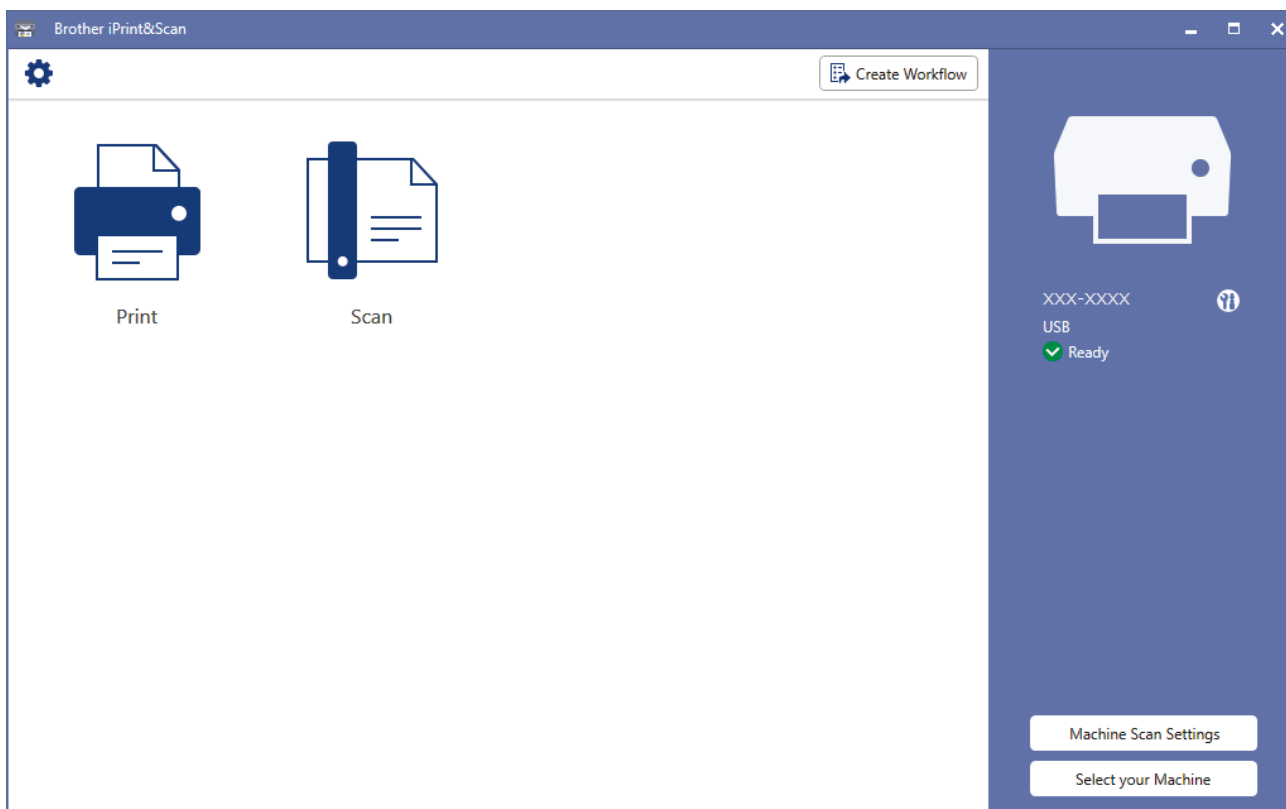 Brother iPrint&Scan
Create Workflow
Print
Scan
XXX-XXXX
USB
Ready
Machine Scan Settings
Select your Machine